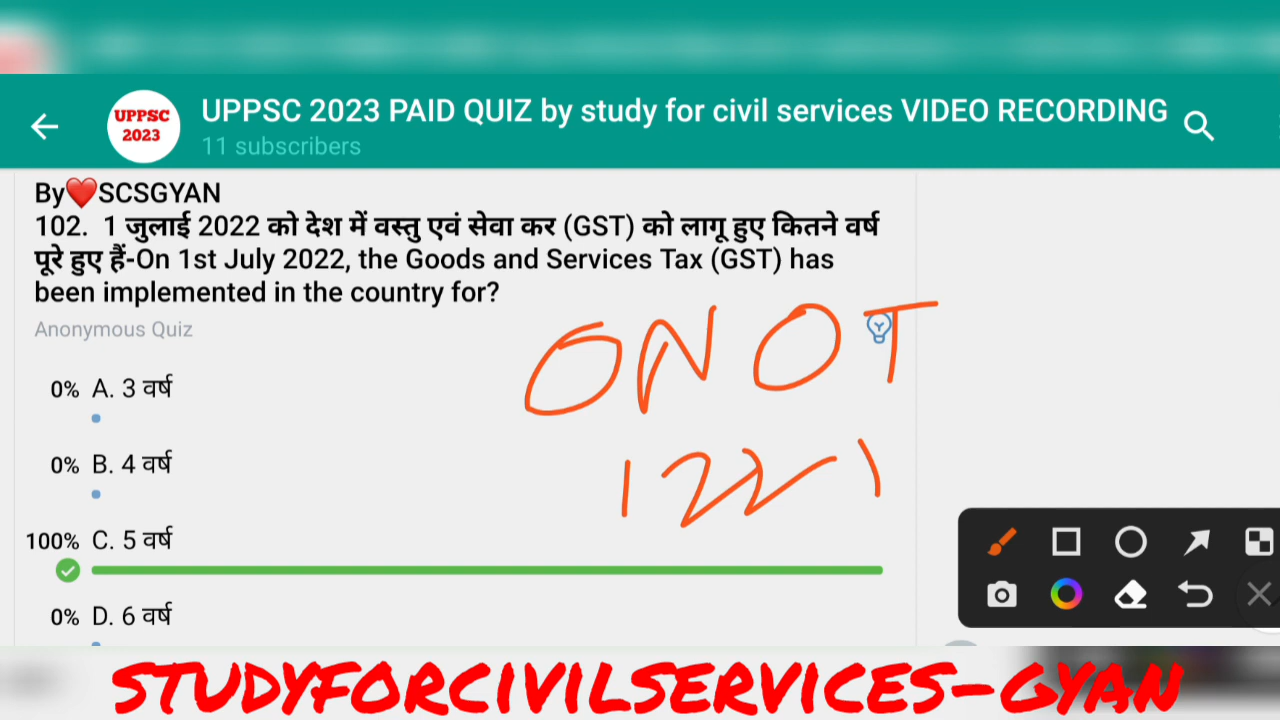 UPPSC
2023
UPPSC 2023 PAID QUIZ by study for civil services VIDEO RECORDING
11 subscribers
By❤️SCSGYAN
102. 1 जुलाई 2022 को देश में वस्तु एवं सेवा कर (GST) को लागू हुए कितने वर्ष
पूरे हुए हैं-On 1st July 2022, the Goods and Services Tax (GST) has
been implemented in the country for?
Anonymous Quiz
0% A. 3 वर्ष
0% B. 4 वर्ष
100% C. 5 वर्ष
0% D. 6 वर्ष
ONOT
122
STUDYFORCIVILSERVICES-GYAN